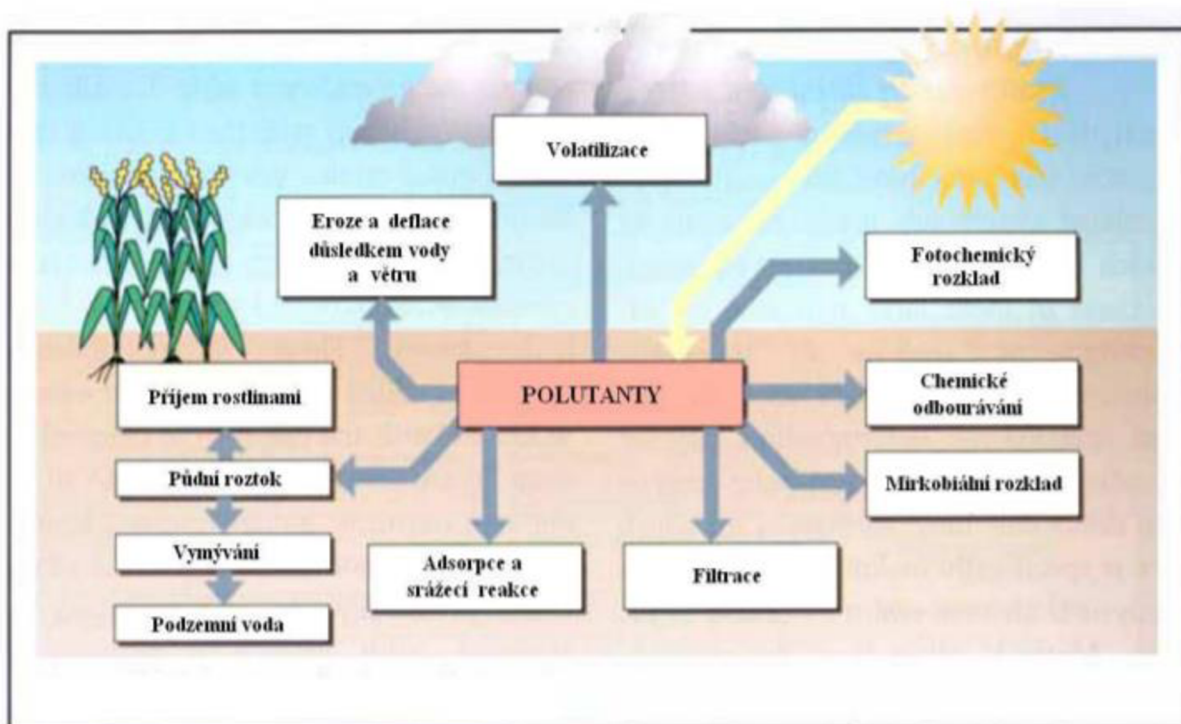 Volatilizace
Eroze a deflace
důsledkem vody
a větru
Fotochemický
rozklad
Příjem rostlinami
POLUTANTY
Chemické
odbourávání
Půdní roztok
Mirkobiální rozklad
Vymývání
Adsorpce a
srážecí reakce
Filtrace
Podzemní voda